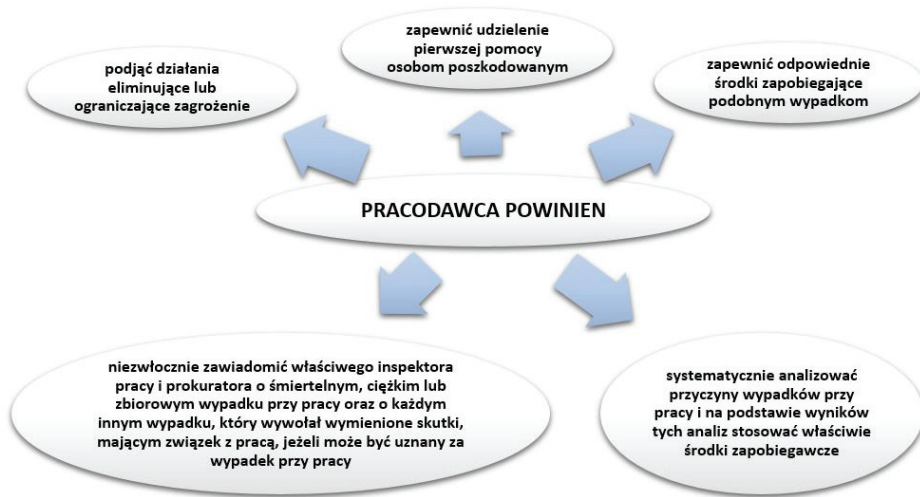 zapewnić udzielenie
pierwszej pomocy
osobom poszkodowanym
podjąć działania
eliminujące lub
ograniczające zagrożenie
zapewnić odpowiednie
środki zapobiegające
podobnym wypadkom
PRACODAWCA POWINIEN
niezwłocznie zawiadomić właściwego inspektora
pracy i prokuratora o śmiertelnym, ciężkim lub
zbiorowym wypadku przy pracy oraz o każdym
innym wypadku, który wywołał wymienione skutki,
mającym związek z pracą, jeżeli może być uznany za
wypadek przy pracy
systematycznie analizować
przyczyny wypadków przy
pracy i na podstawie wyników
tych analiz stosować właściwie
środki zapobiegawcze